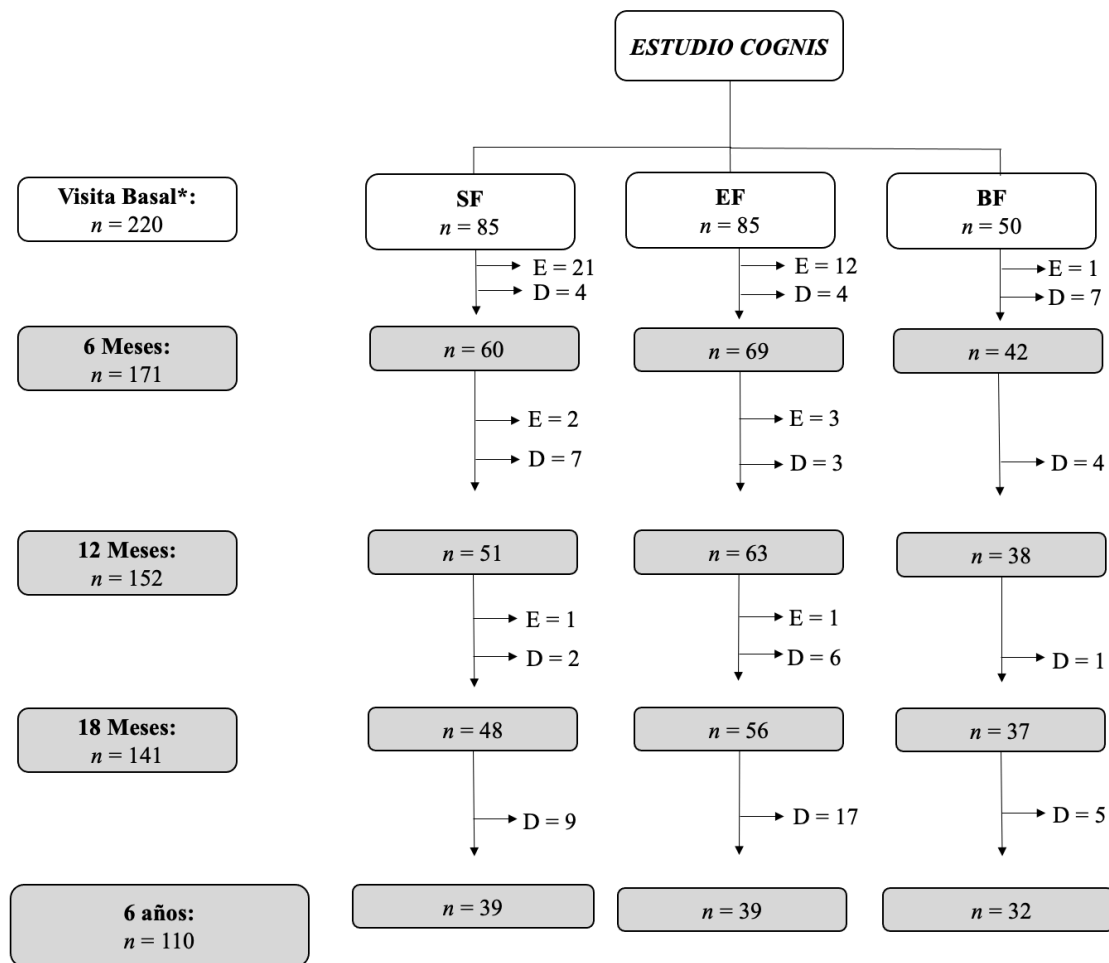 ESTUDIO COGNIS
Visita Basal*:
n = 220
SF
n = 85
EF
n = 85
BF
n = 50
E = 21
D = 4
E = 12
D = 4
E = 1
D = 7
6 Meses:
n = 171
n = 60
n = 69
n = 42
E = 2
D = 7
E = 3
D = 3
D = 4
12 Meses:
n = 152
n = 51
n = 63
n = 38
E = 1
D = 2
E = 1
D = 6
D = 1
18 Meses:
n = 141
n = 48
n = 56
n = 37
D = 9
D = 17
D = 5
6 años:
n = 110
n = 39
n = 39
n = 32